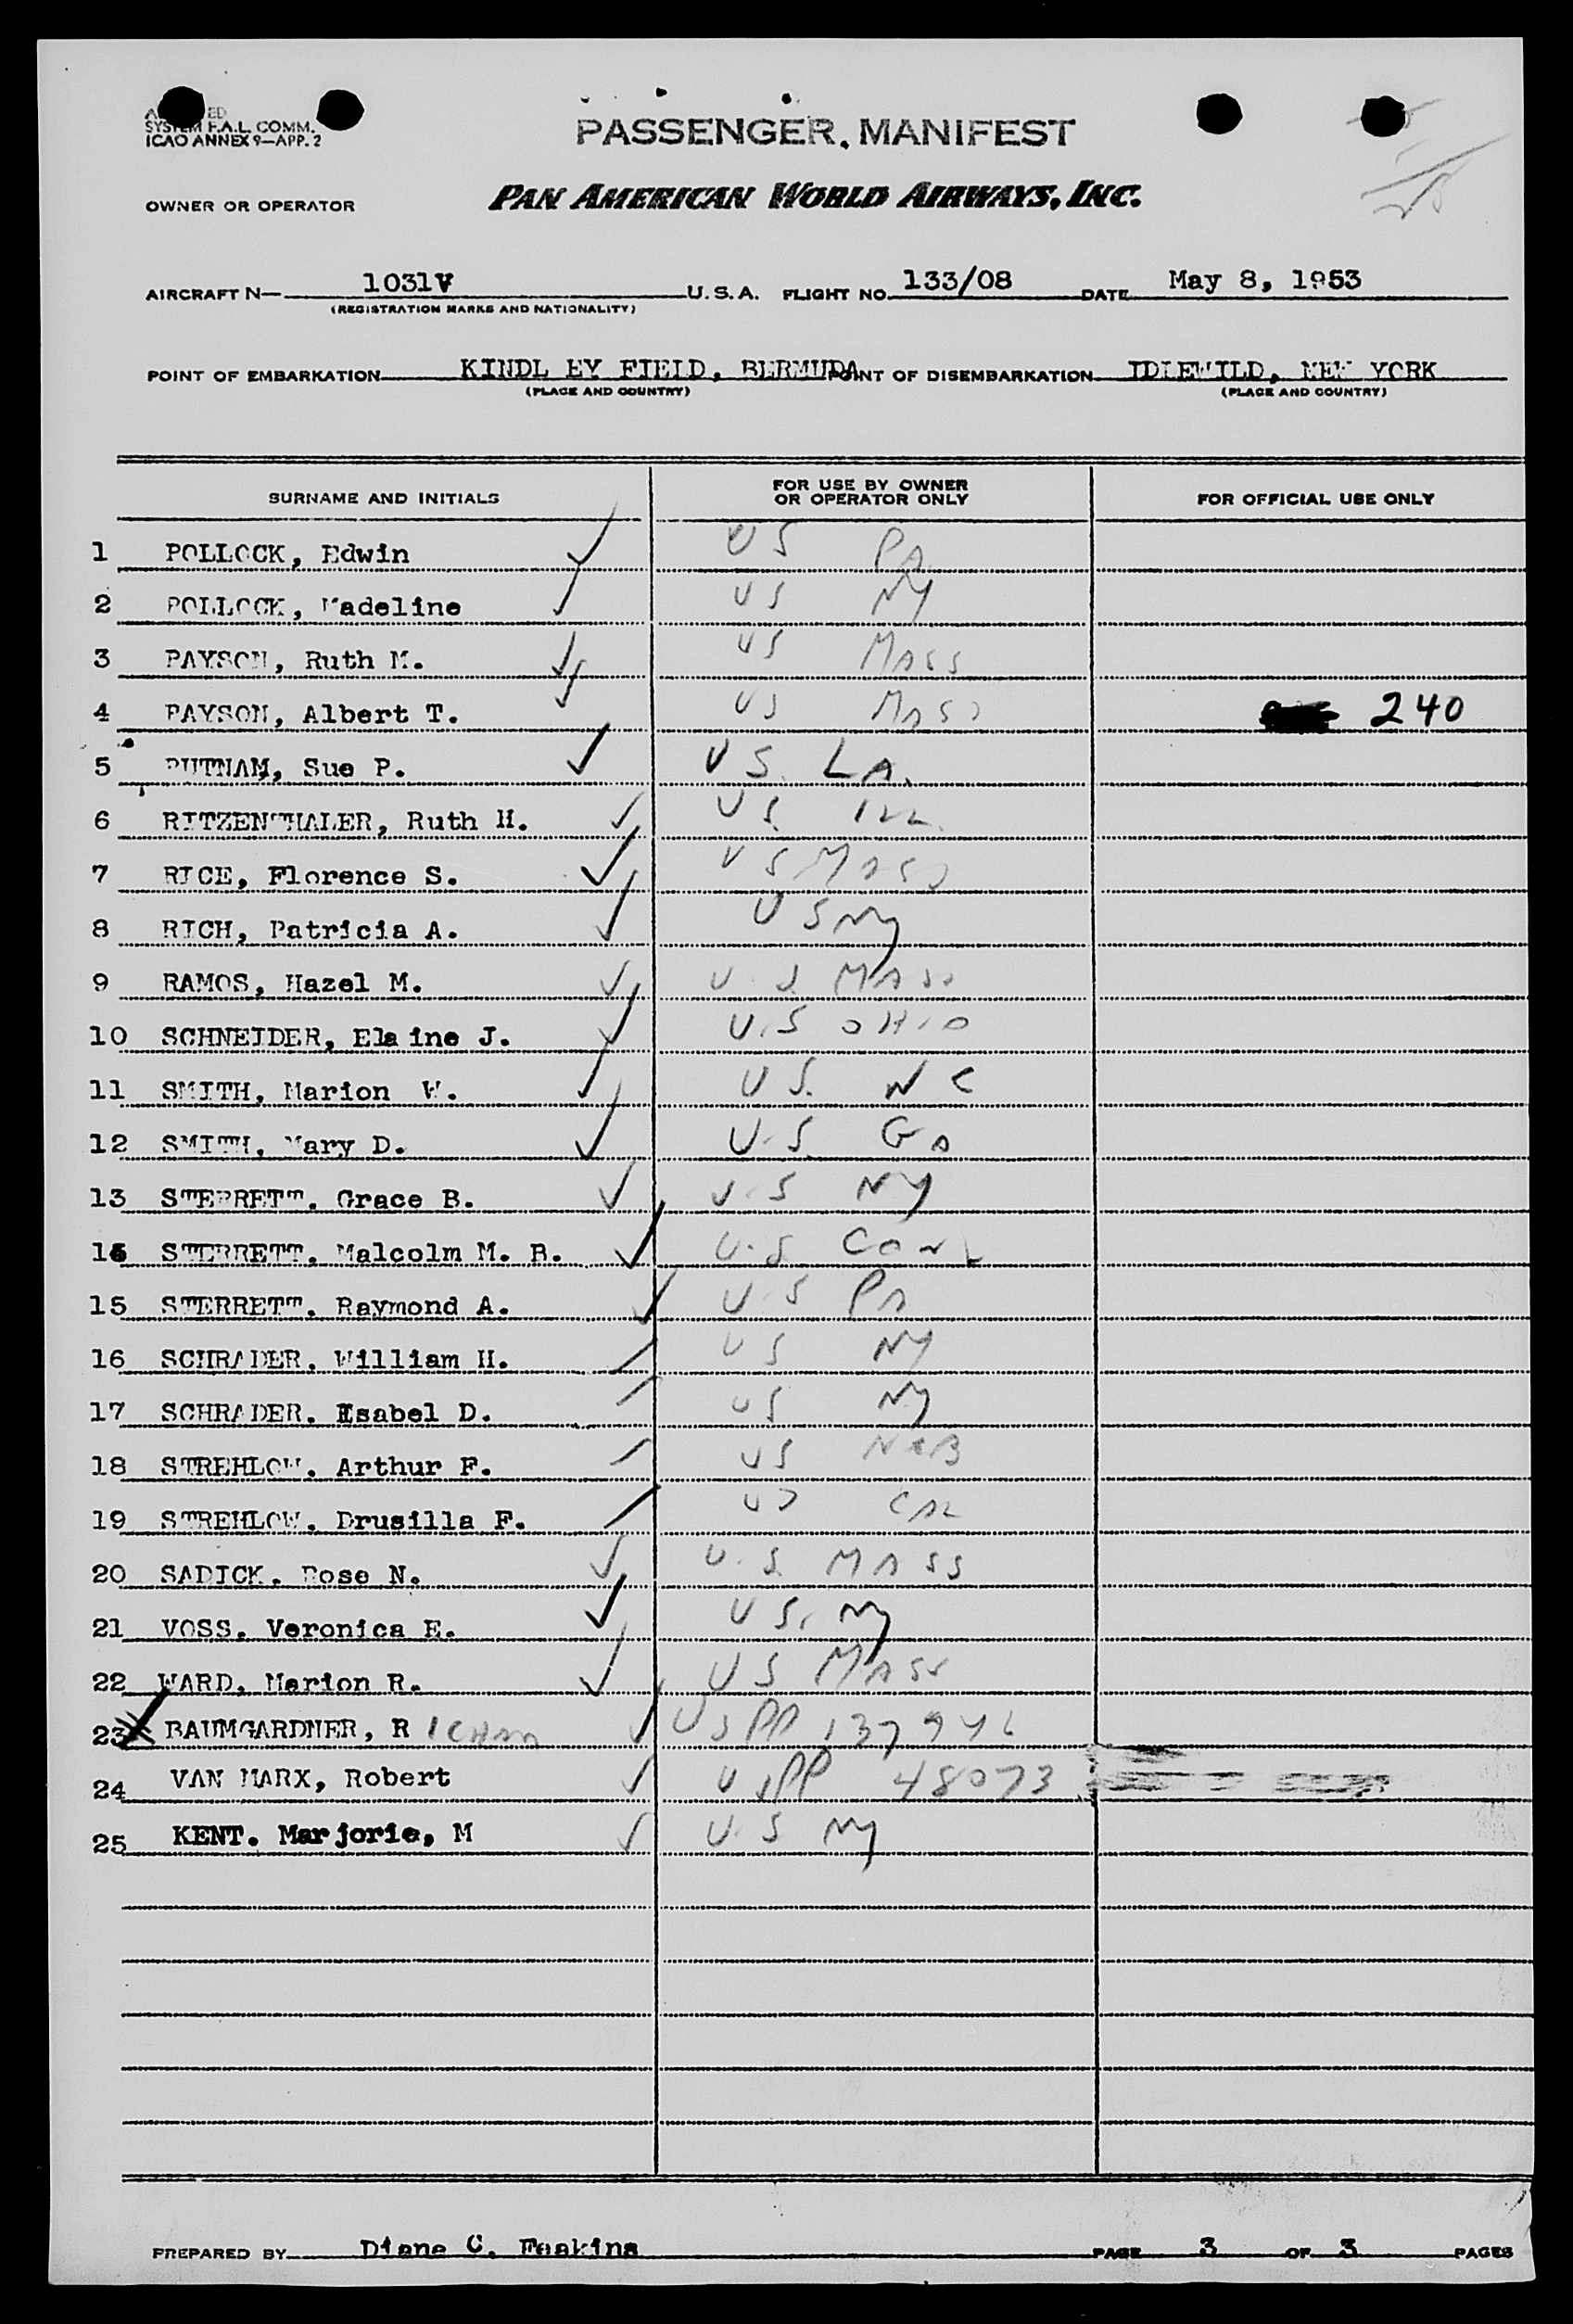 SYSTEM F.A.L. COMM.
ICAO ANNEX 9—APP. 2
PASSENGER MANIFEST
OWNER OR OPERATOR PAN AMERICAN WORLD AIRWAYS, INC.
AIRCRAFT N— 1031V U.S.A. FLIGHT NO. 133/08 DATE May 8, 1953
(REGISTRATION MARKS AND NATIONALITY)
POINT OF EMBARKATION KINDL EY FIELD, BERMUDA POINT OF DISEMBARKATION IDLEWILD, NEW YORK
(PLACE AND COUNTRY) (PLACE AND COUNTRY)
SURNAME AND INITIALS FOR USE BY OWNER OR OPERATOR ONLY FOR OFFICIAL USE ONLY
1 POLLOCK, Edwin US PA
2 POLLOCK, Madeline US NY
3 PAYSON, Ruth M. US MASS
4 PAYSON, Albert T. US MASS 240
5 PUTNAM, Sue P. US. LA.
6 RITZENTHALER, Ruth H. US ILL
7 RICE, Florence S. US MASS
8 RICH, Patricia A. US NY
9 RAMOS, Hazel M. U.S MASS
10 SCHNEIDER, Elaine J. U.S OHIO
11 SMITH, Marion W. US. NC
12 SMITH, Mary D. U.S. GA
13 STERRETT, Grace B. U.S NY
STERRETT, Malcolm M. B. U.S CONN
15 STERRETT, Raymond A. U.S PA
16 SCHRADER, William H. US NY
17 SCHRADER, Isabel D. US NY
18 STREHLOW, Arthur F. US NEB
19 STREHLOW, Drusilla F. US CAL
20 SADICK, Rose N. U.S. MASS
21 VOSS, Veronica E. US. NY
22 WARD, Marion R. US MASS
23 BAUMGARDNER, R ICHARD USPP 137946
24 VAN MARX, Robert USPP 48073
25 KENT. Marjorie, M U.S NY
PREPARED BY Diane C. Feakins PAGE 3 OF 3 PAGES